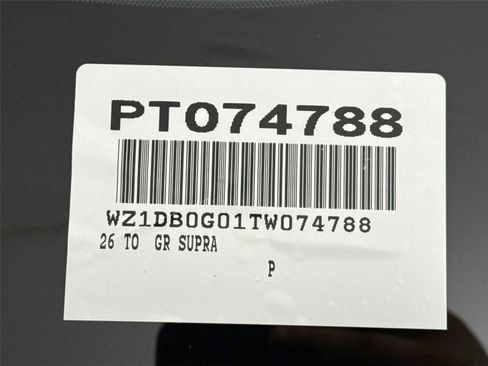 PT074788
WZ1DB0G01TW074788
26 TO GR SUPRA
P